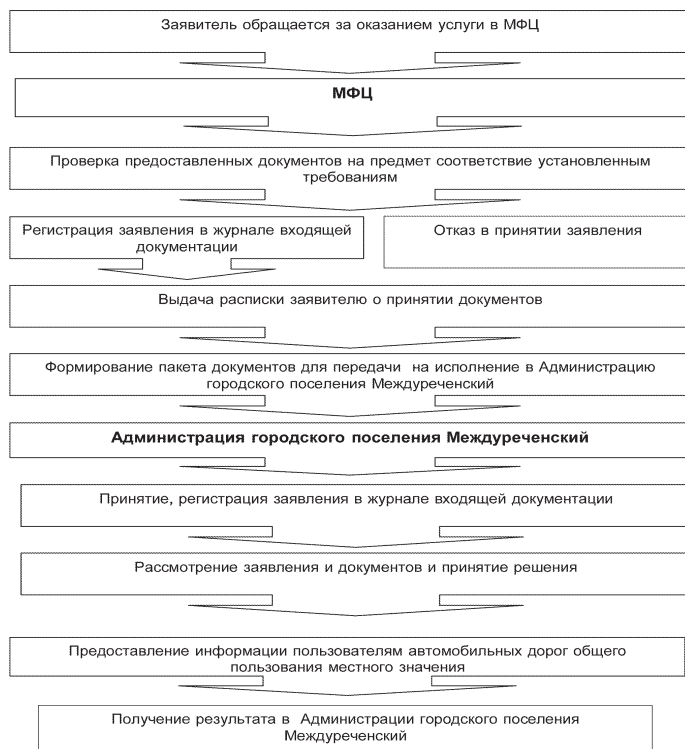 Заявитель обращается за оказанием услуги в МФЦ
МФЦ
Проверка предоставленных документов на предмет соответствие установленным
требованиям
Регистрация заявления в журнале входящей
документации
Отказ в принятии заявления
Выдача расписки заявителю о принятии документов
Формирование пакета документов для передачи на исполнение в Администрацию
городского поселения Междуреченский
Администрация городского поселения Междуреченский
Принятие, регистрация заявления в журнале входящей документации
Рассмотрение заявления и документов и принятие решения
Предоставление информации пользователям автомобильных дорог общего
пользования местного значения
Получение результата в Администрации городского поселения
Междуреченский